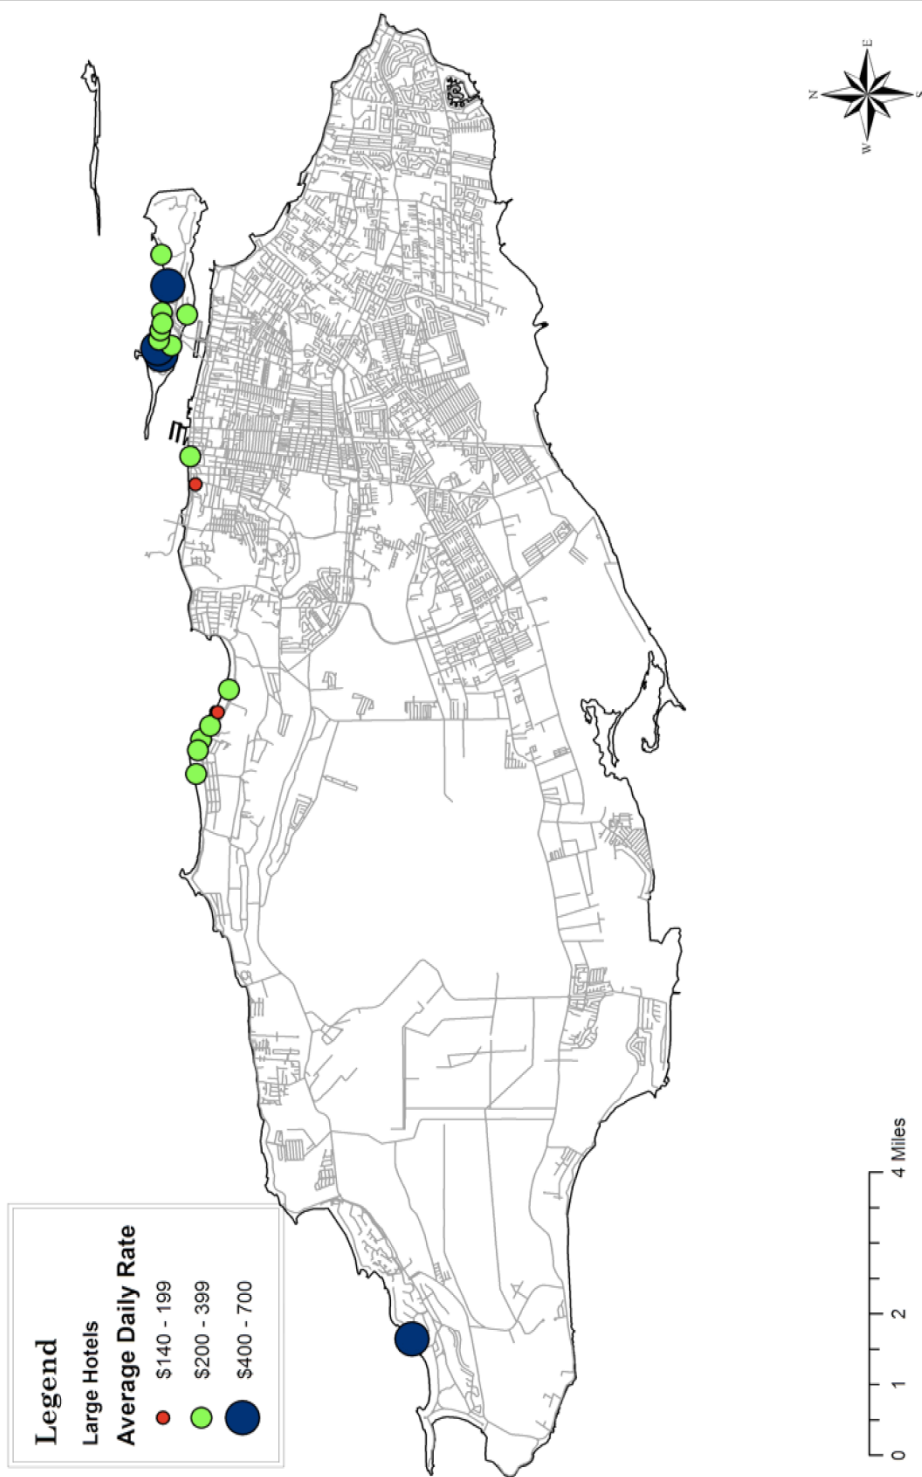 Legend
Large Hotels
Average Daily Rate
$140 - 199
$200 - 399
$400 - 700
0 1 2 4 Miles
N
E
S
W